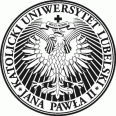 KATOLICKI UNIWERSYTET LUBELSKI
JANA PAWŁA II